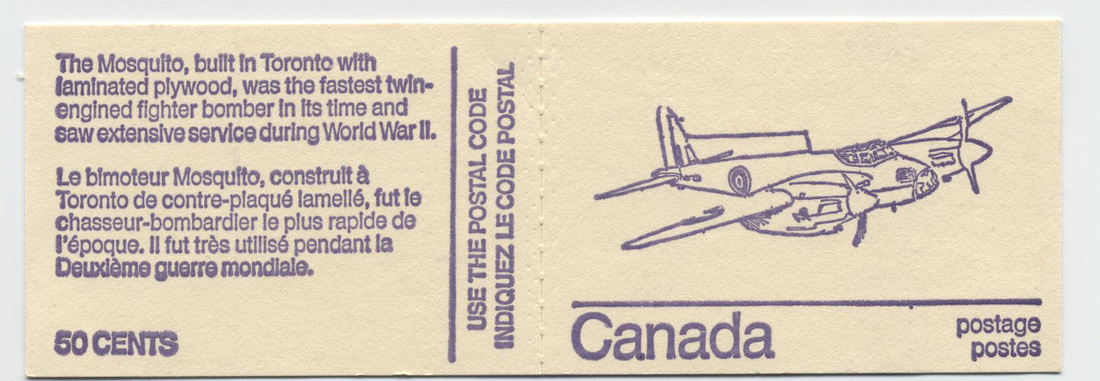 The Mosquito, built in Toronto with
laminated plywood, was the fastest twin-
engined fighter bomber in its time and
saw extensive service during World War II.
Le bimoteur Mosquito, construit à
Toronto de contre-plaqué lamellé, fut le
chasseur-bombardier le plus rapide de
l'époque. Il fut très utilisé pendant la
Deuxième guerre mondiale.
50 CENTS
USE THE POSTAL CODE
INDIQUEZ LE CODE POSTAL
Canada
postage
postes